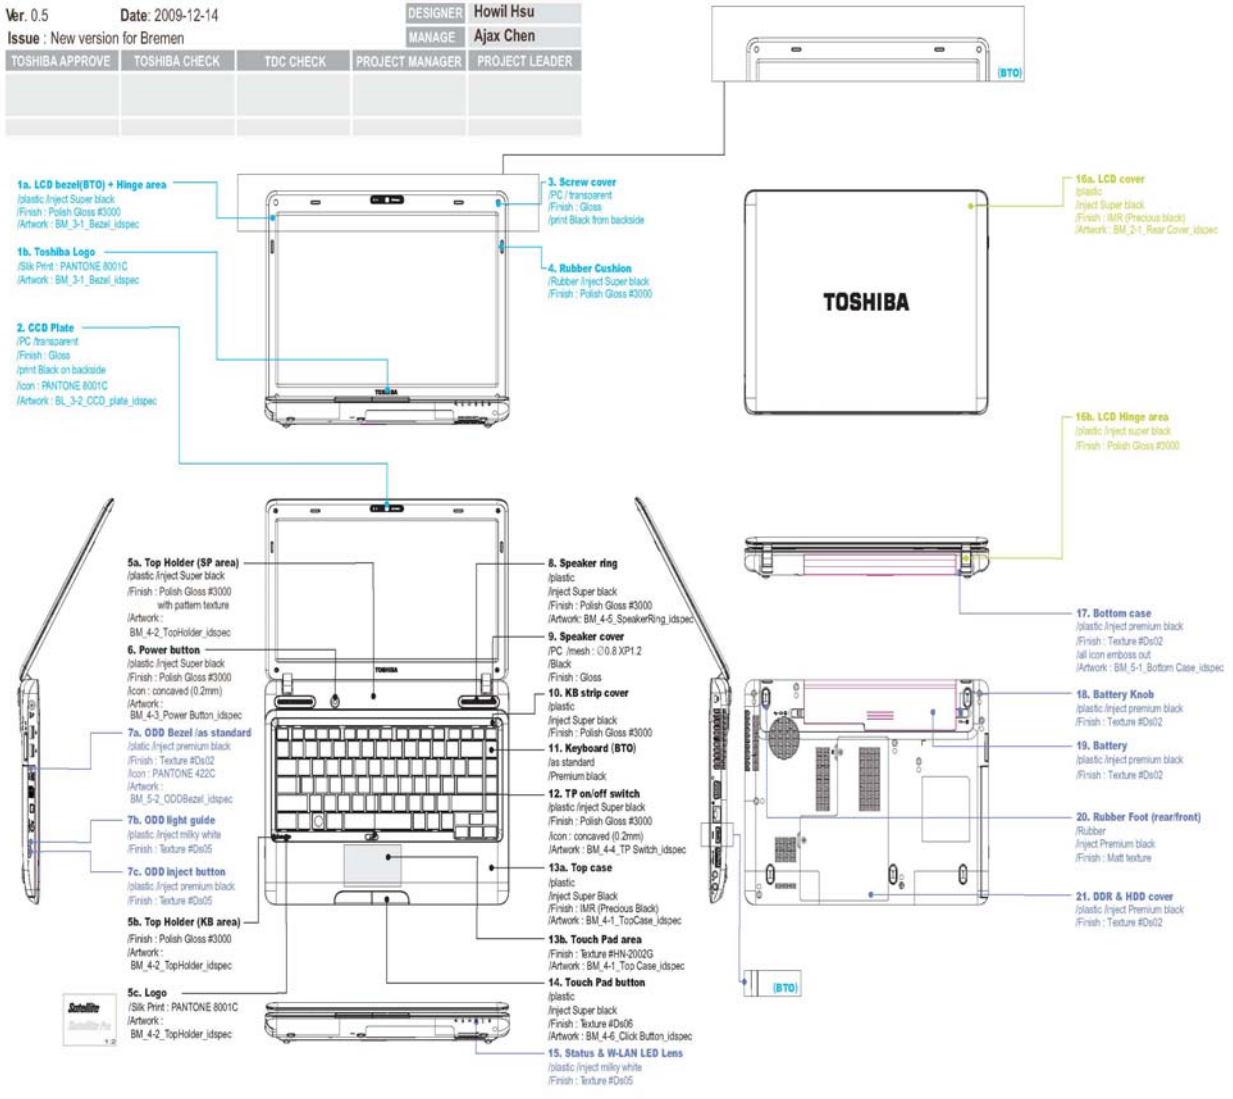 Ver. 0.5 Date: 2009-12-14
Issue : New version for Bremen
DESIGNER Howil Hsu
MANAGE Ajax Chen
TOSHIBA APPROVE TOSHIBA CHECK TDC CHECK PROJECT MANAGER PROJECT LEADER
(BTO)
1a. LCD bezel(BTO) + Hinge area
/plastic /Inject Super black
/Finish : Polish Gloss #3000
/Artwork : BM_3-1_Bezel_idspec
1b. Toshiba Logo
/Silk Print : PANTONE 8001C
/Artwork : BM_3-1_Bezel_idspec
2. CCD Plate
/PC /transparent
/Finish : Gloss
/print Black on backside
/icon : PANTONE 8001C
/Artwork : BL_3-2_CCD_plate_idspec
3. Screw cover
/PC / transparent
/Finish : Gloss
/print Black from backside
4. Rubber Cushion
/Rubber /Inject Super black
/Finish : Polish Gloss #3000
TOSHIBA
16a. LCD cover
/plastic
/Inject Super black
/Finish : IMR (Precious black)
/Artwork : BM_2-1_Rear Cover_idspec
TOSHIBA
16b. LCD Hinge area
/plastic /inject super black
/Finish : Polish Gloss #3000
5a. Top Holder (SP area)
/plastic /inject Super black
/Finish : Polish Gloss #3000
with pattern texture
/Artwork :
BM_4-2_TopHolder_idspec
6. Power button
/plastic /Inject Super black
/Finish : Polish Gloss #3000
/icon : concaved (0.2mm)
/Artwork :
BM_4-3_Power Button_idspec
7a. ODD Bezel /as standard
/platic /Inject premium black
/Finish : Texture #Ds02
/icon : PANTONE 422C
/Artwork :
BM_5-2_ODDBezel_idspec
7b. ODD light guide
/plastic /Inject milky white
/Finish : Texture #Ds05
7c. ODD inject button
/plastic /Inject premium black
/Finish : Texture #Ds05
5b. Top Holder (KB area)
/Finish : Polish Gloss #3000
/Artwork :
BM_4-2_TopHolder_idspec
5c. Logo
/Silk Print : PANTONE 8001C
/Artwork :
BM_4-2_TopHolder_idspec
Satellite
Satellite Pro
1:2
TOSHIBA
8. Speaker ring
/plastic
/Inject Super black
/Finish : Polish Gloss #3000
/Artwork: BM_4-5_SpeakerRing_idspec
9. Speaker cover
/PC /mesh : ∅0.8 XP1.2
/Black
/Finish : Gloss
10. KB strip cover
/plastic
/Inject Super black
/Finish : Polish Gloss #3000
11. Keyboard (BTO)
/as standard
/Premium black
12. TP on/off switch
/plastic /inject Super black
/Finish : Polish Gloss #3000
/icon : concaved (0.2mm)
/Artwork : BM_4-4_TP Switch_idspec
13a. Top case
/plastic
/Inject Super Black
/Finish : IMR (Precious Black)
/Artwork : BM_4-1_TopCase_idspec
13b. Touch Pad area
/Finish : Texture #HN-2002G
/Artwork : BM_4-1_Top Case_idspec
14. Touch Pad button
/plastic
/Inject Super black
/Finish : Texture #Ds06
/Artwork : BM_4-6_Click Button_idspec
15. Status & W-LAN LED Lens
/plastic /inject milky white
/Finish : Texture #Ds05
17. Bottom case
/plastic /Inject premium black
/Finish : Texture #Ds02
/all icon emboss out
/Artwork : BM_5-1_Bottom Case_idspec
18. Battery Knob
/plastic /Inject premium black
/Finish : Texture #Ds02
19. Battery
/plastic /inject premium black
/Finish : Texture #Ds02
20. Rubber Foot (rear/front)
/Rubber
/Inject Premium black
/Finish : Matt texture
21. DDR & HDD cover
/plastic /Inject Premium black
/Finish : Texture #Ds02
(BTO)